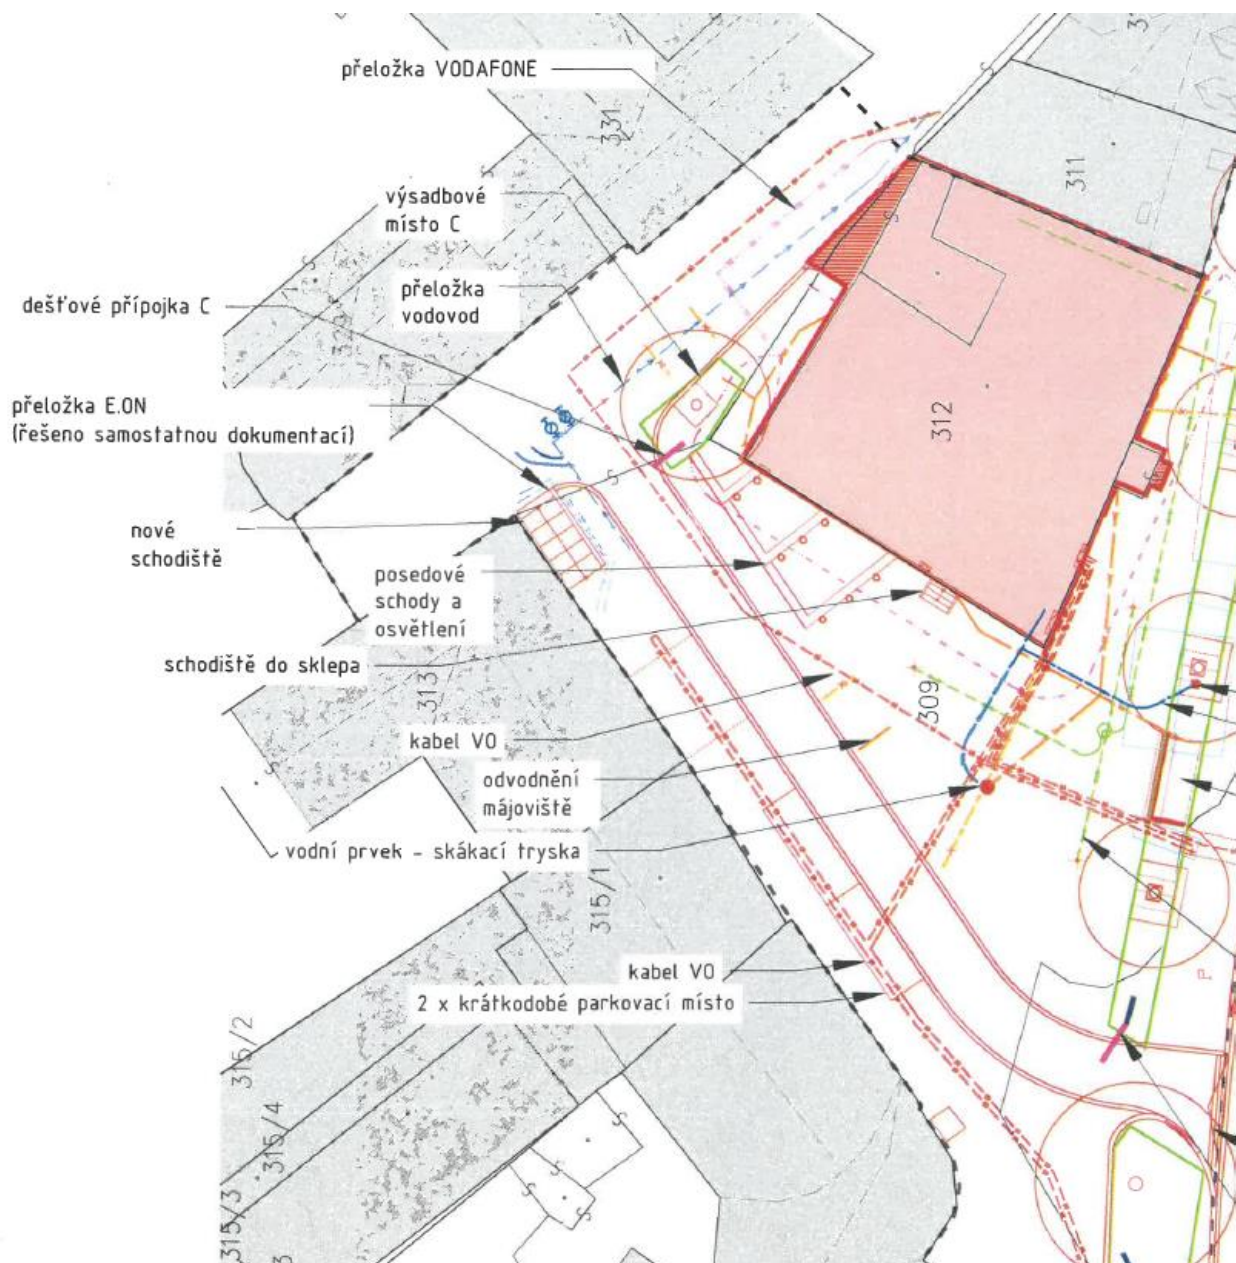 přeložka VODAFONE
331
311
výsadbové
místo C
dešťové přípojka C
přeložka
vodovod
přeložka E.ON
(řešeno samostatnou dokumentací)
312
nové
schodiště
posedové
schody a
osvětlení
schodiště do sklepa
313
309
kabel VO
odvodnění
májoviště
vodní prvek - skákací tryska
315/1
kabel VO
2 x krátkodobé parkovací místo
315/2
315/4
315/3